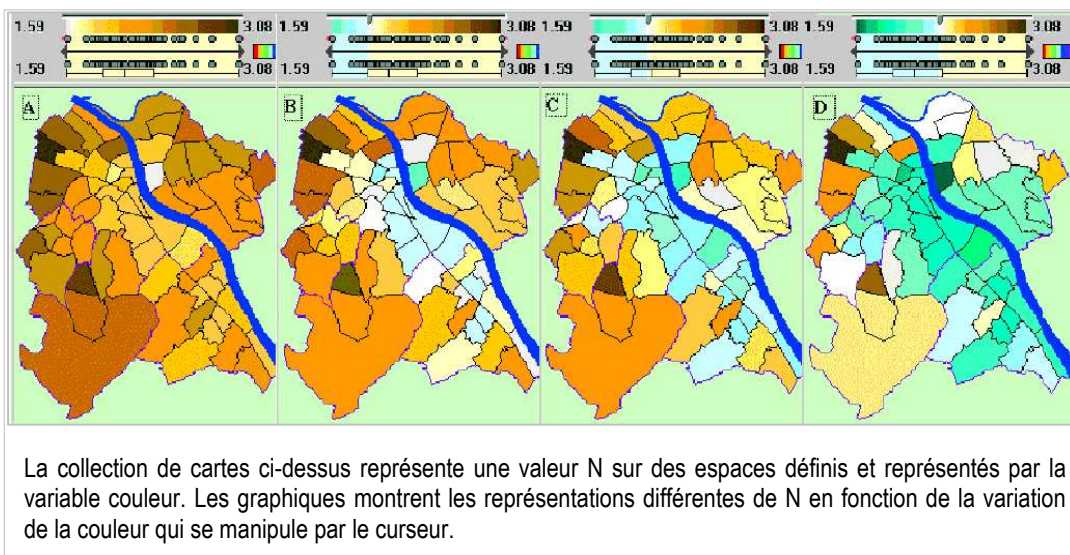 1.59 3.08 1.59 3.08 1.59 3.08 1.59 3.08
1.59 3.08 1.59 3.08 1.59 3.08 1.59 3.08
A B C D
La collection de cartes ci-dessus représente une valeur N sur des espaces définis et représentés par la
variable couleur. Les graphiques montrent les représentations différentes de N en fonction de la variation
de la couleur qui se manipule par le curseur.